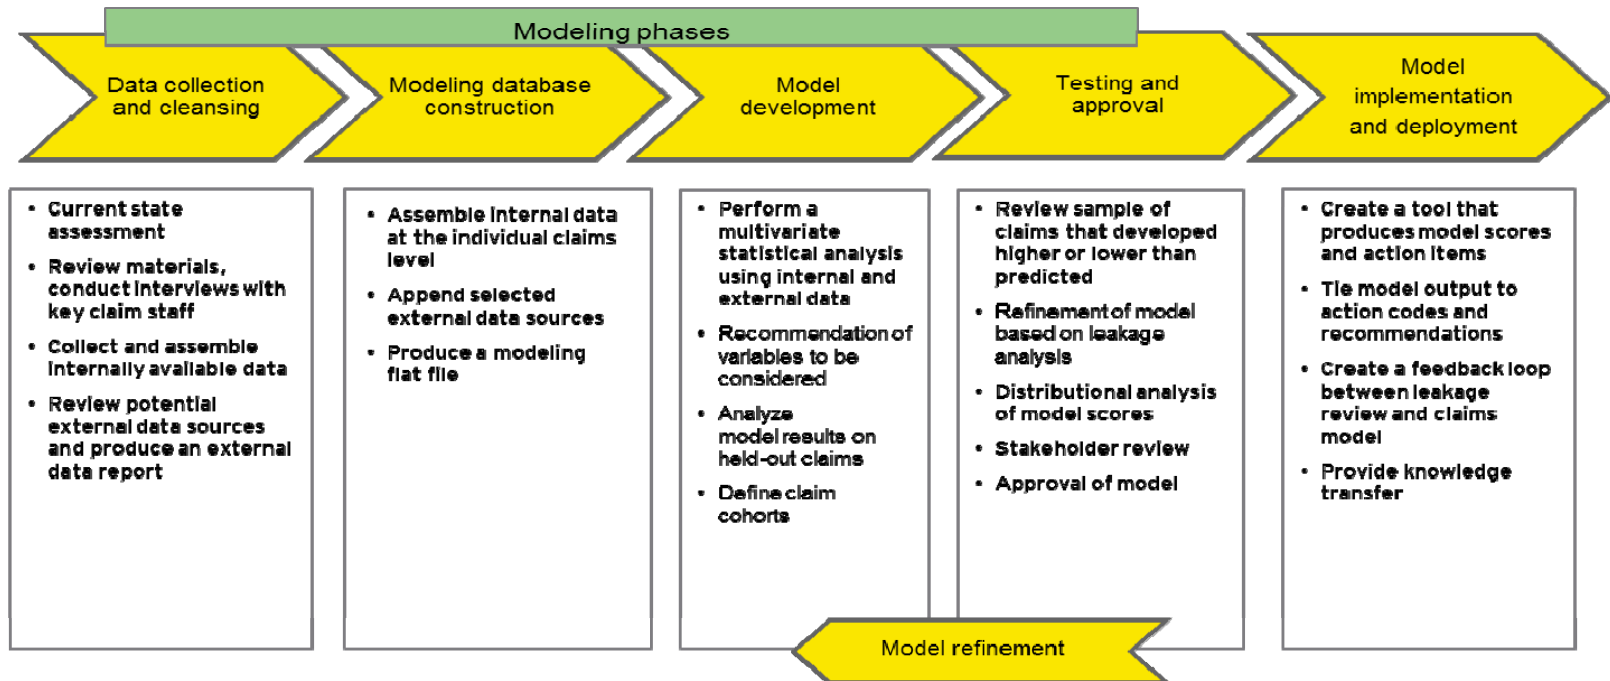 Modeling phases
Data collection
and cleansing
Modeling database
construction
Model
development
Testing and
approval
Model
implementation
and deployment
• Current state
assessment
• Review materials,
conduct interviews with
key claim staff
• Collect and assemble
internally available data
• Review potential
external data sources
and produce an external
data report
• Assemble internal data
at the individual claims
level
• Append selected
external data sources
• Produce a modeling
flat file
• Perform a
multivariate
statistical analysis
using internal and
external data
• Recommendation of
variables to be
considered
• Analyze
model results on
held-out claims
• Define claim
cohorts
• Review sample of
claims that developed
higher or lower than
predicted
• Refinement of model
based on leakage
analysis
• Distributional analysis
of model scores
• Stakeholder review
• Approval of model
• Create a tool that
produces model scores
and action items
• Tie model output to
action codes and
recommendations
• Create a feedback loop
between leakage
review and claims
model
• Provide knowledge
transfer
Model refinement